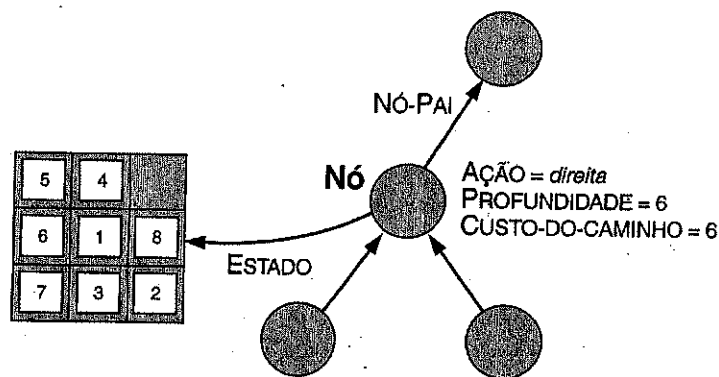 NÓ-PAI
5 4
Nó
AÇÃO = direita
PROFUNDIDADE = 6
6 1 8
CUSTO-DO-CAMINHO = 6
ESTADO
7 3 2